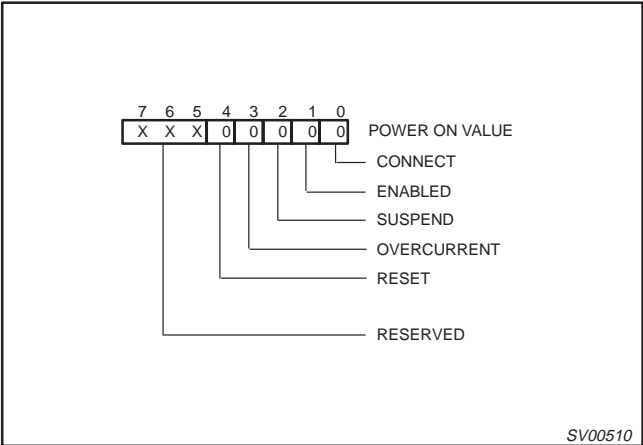 7 6 5 4 3 2 1 0
X X X 0 0 0 0 0 POWER ON VALUE
CONNECT
ENABLED
SUSPEND
OVERCURRENT
RESET
RESERVED
SV00510